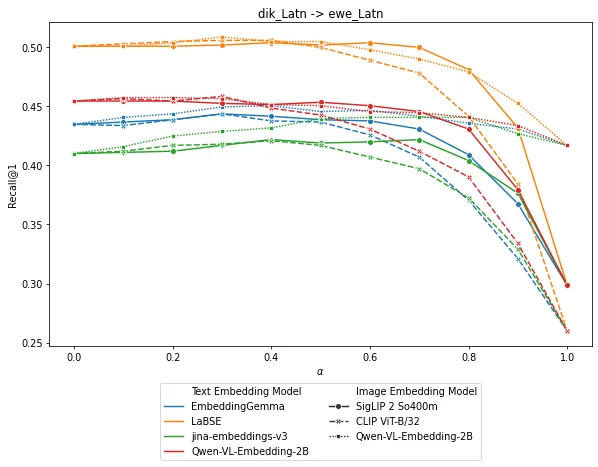 dik_Latn -> ewe_Latn
Recall@1
0.50
0.45
0.40
0.35
0.30
0.25
0.0 0.2 0.4 0.6 0.8 1.0
α
Text Embedding Model Image Embedding Model
EmbeddingGemma SigLIP 2 So400m
LaBSE CLIP ViT-B/32
jina-embeddings-v3 Qwen-VL-Embedding-2B
Qwen-VL-Embedding-2B